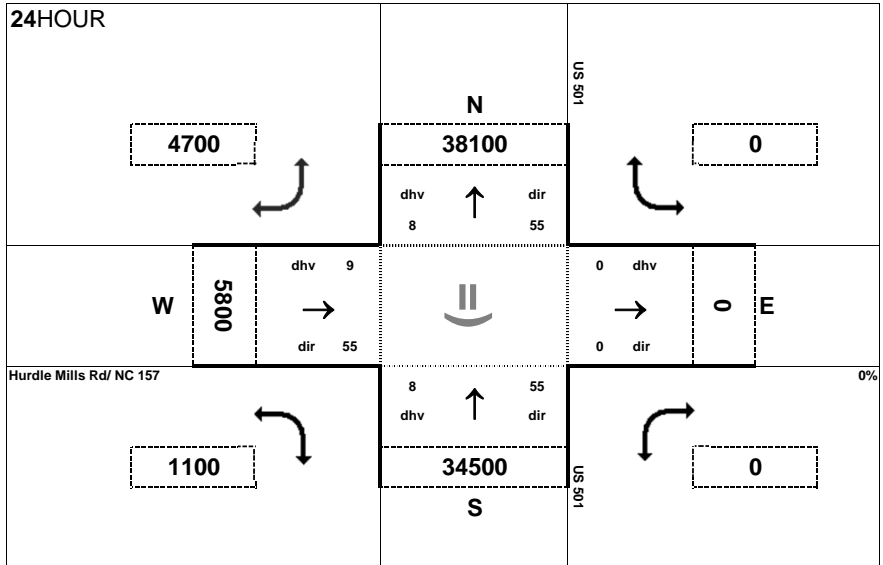 24HOUR
US 501
N
4700
38100
0
dhv dir
8 55
dhv 9
0 dhv
W
5800
0
E
dir 55
0 dir
Hurdle Mills Rd/ NC 157
0%
8 55
dhv dir
1100
34500
0
US 501
S